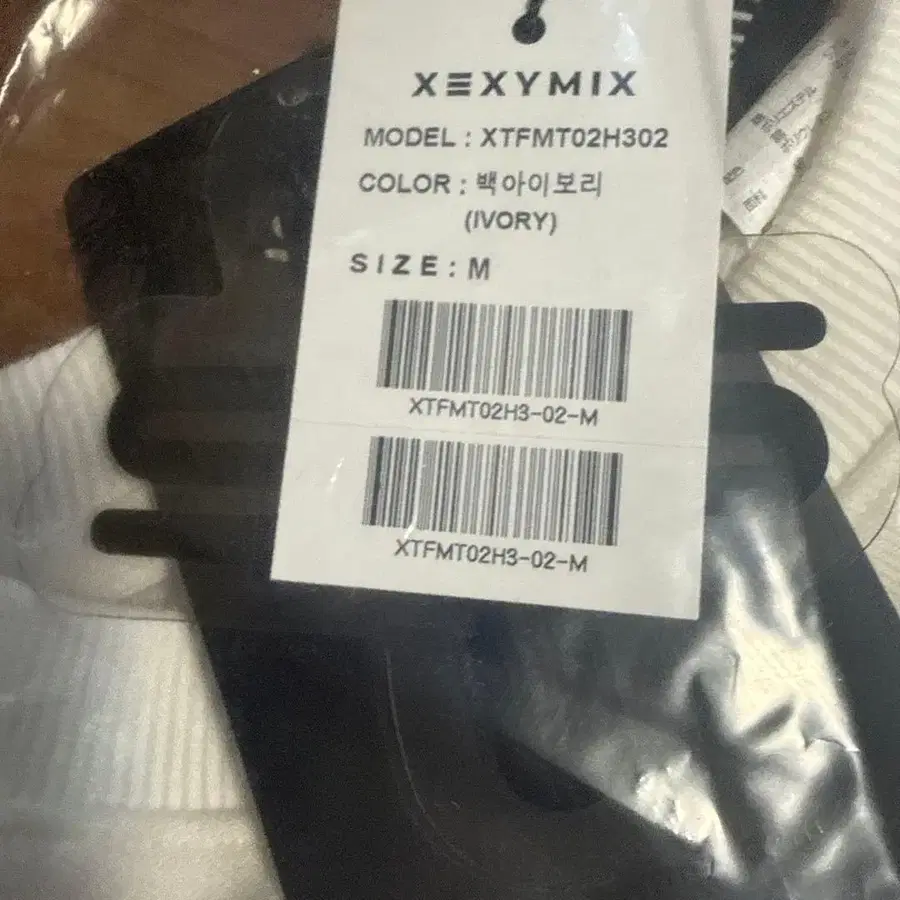 XEXYMIX
MODEL : XTFMT02H302
COLOR : 백아이보리
(IVORY)
SIZE : M
XTFMT02H3-02-M
XTFMT02H3-02-M